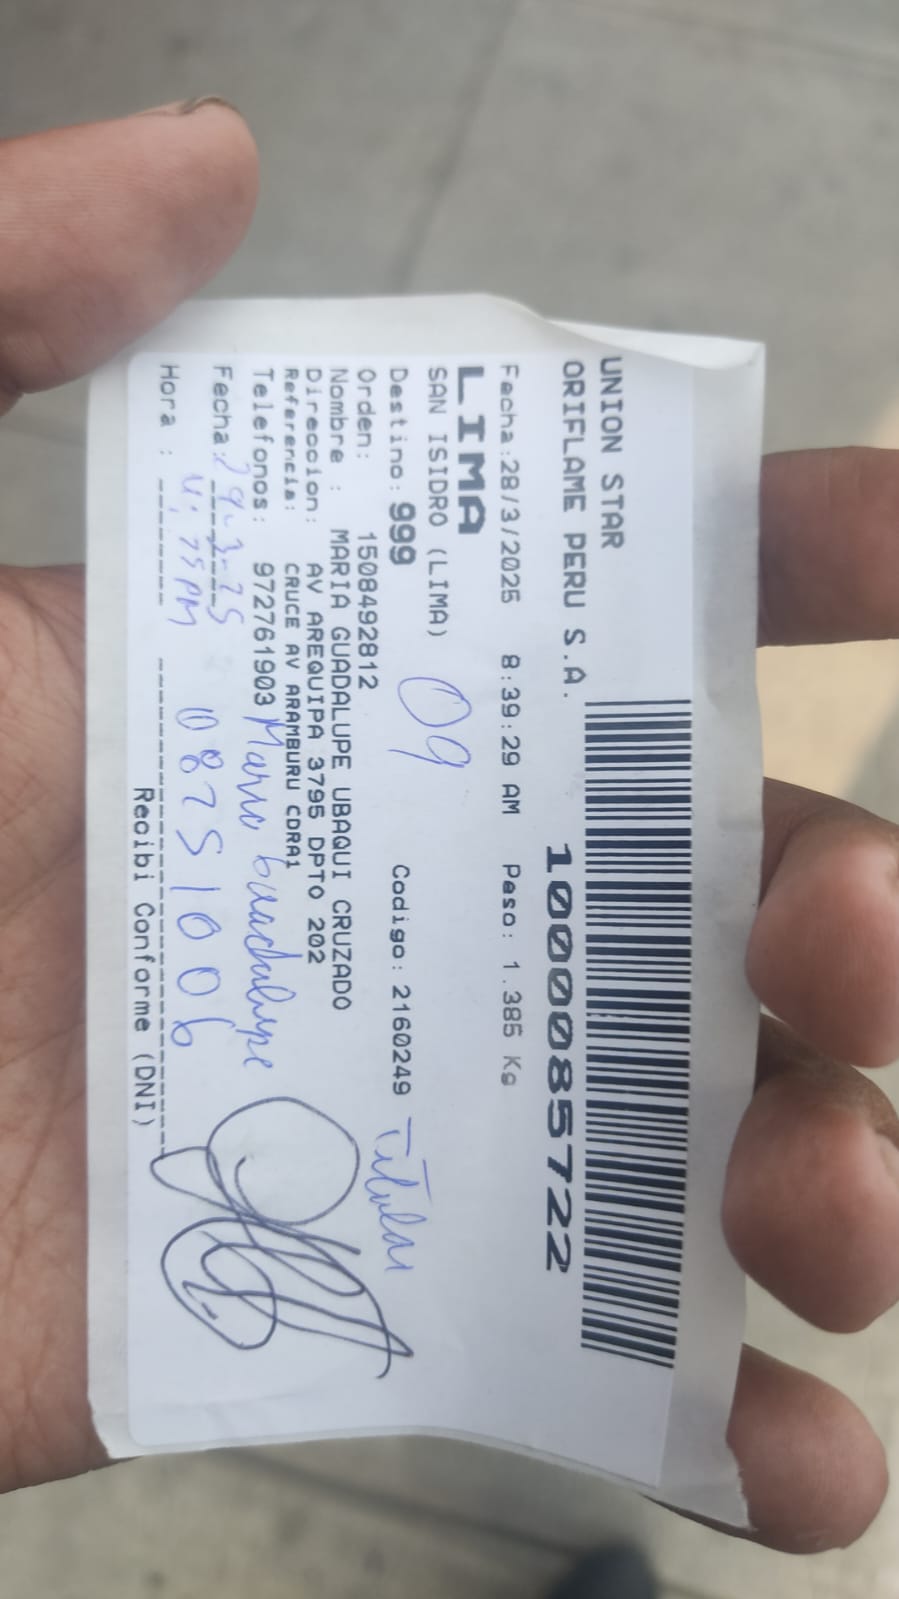 UNION STAR
ORIFLAME PERU S.A.
1000085722
Fecha:28/3/2025 8:39:29 AM Peso: 1.385 Kg
LIMA
SAN ISIDRO (LIMA) 09
Destino: 999 Codigo: 2160249 Titular
Orden: 1508492812
Nombre : MARIA GUADALUPE UBAQUI CRUZADO
Direccion: AV AREQUIPA 3795 DPTO 202
Referencia: CRUCE AV ARAMBURU CDRA1
Telefonos: 972761903 Maria Guadalupe
Fecha: 29-3-25
Hora : PM 108751006
Recibi Conforme (DNI)